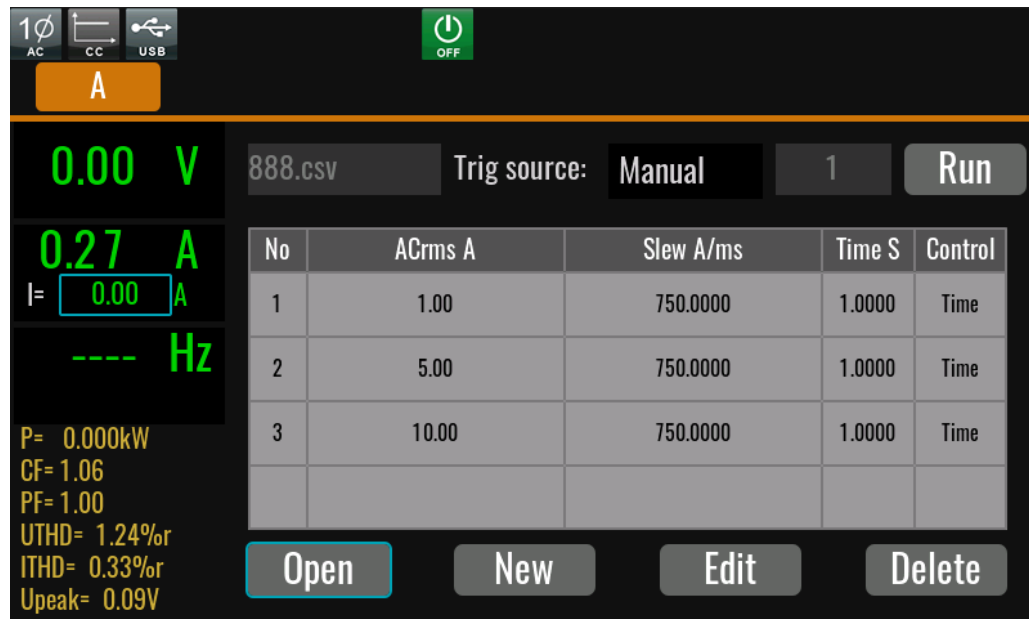 1Ø AC CC USB OFF
A
0.00 V
888.csv Trig source: Manual 1 Run
0.27 A
I= 0.00 A
---- Hz
No ACrms A Slew A/ms Time S Control
1 1.00 750.0000 1.0000 Time
2 5.00 750.0000 1.0000 Time
3 10.00 750.0000 1.0000 Time
P= 0.000kW
CF= 1.06
PF= 1.00
UTHD= 1.24%r
ITHD= 0.33%r
Upeak= 0.09V
Open New Edit Delete